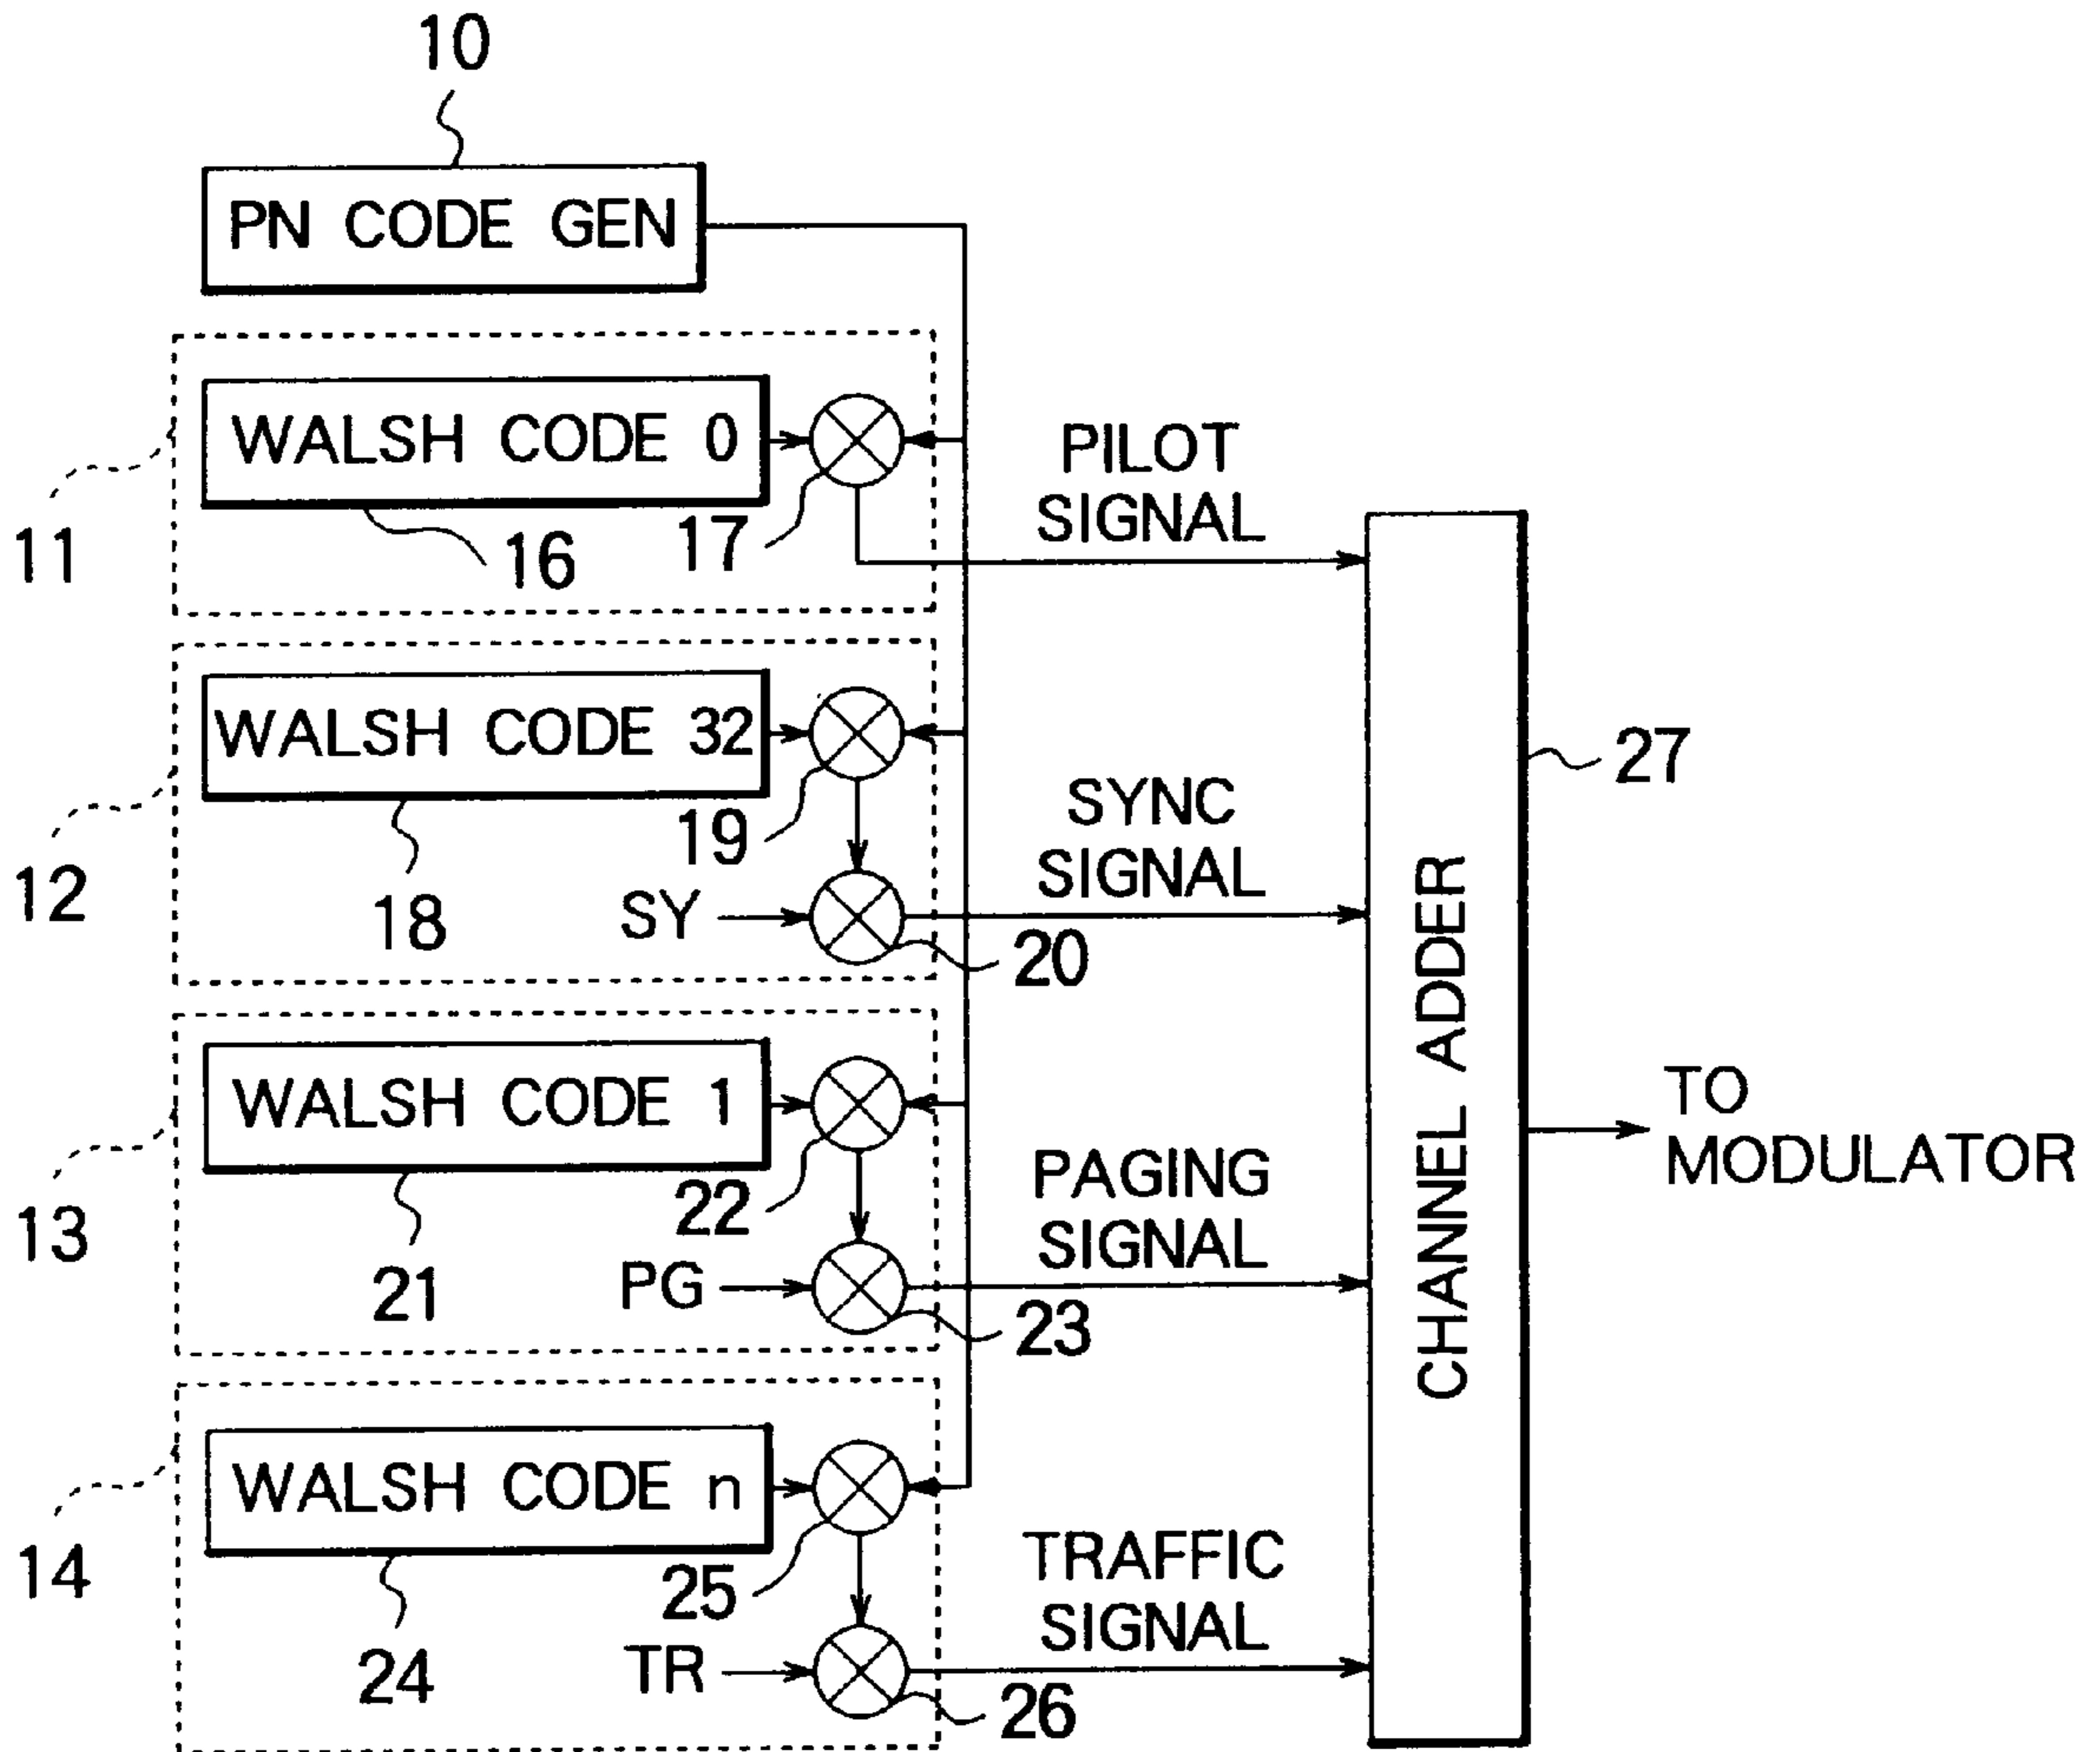 10
PN CODE GEN
WALSH CODE 0
11
16
17
PILOT
SIGNAL
WALSH CODE 32
12
18
19
SY
20
SYNC
SIGNAL
27
CHANNEL ADDER
TO
MODULATOR
WALSH CODE 1
13
21
22
PG
23
PAGING
SIGNAL
WALSH CODE n
14
24
25
TR
26
TRAFFIC
SIGNAL